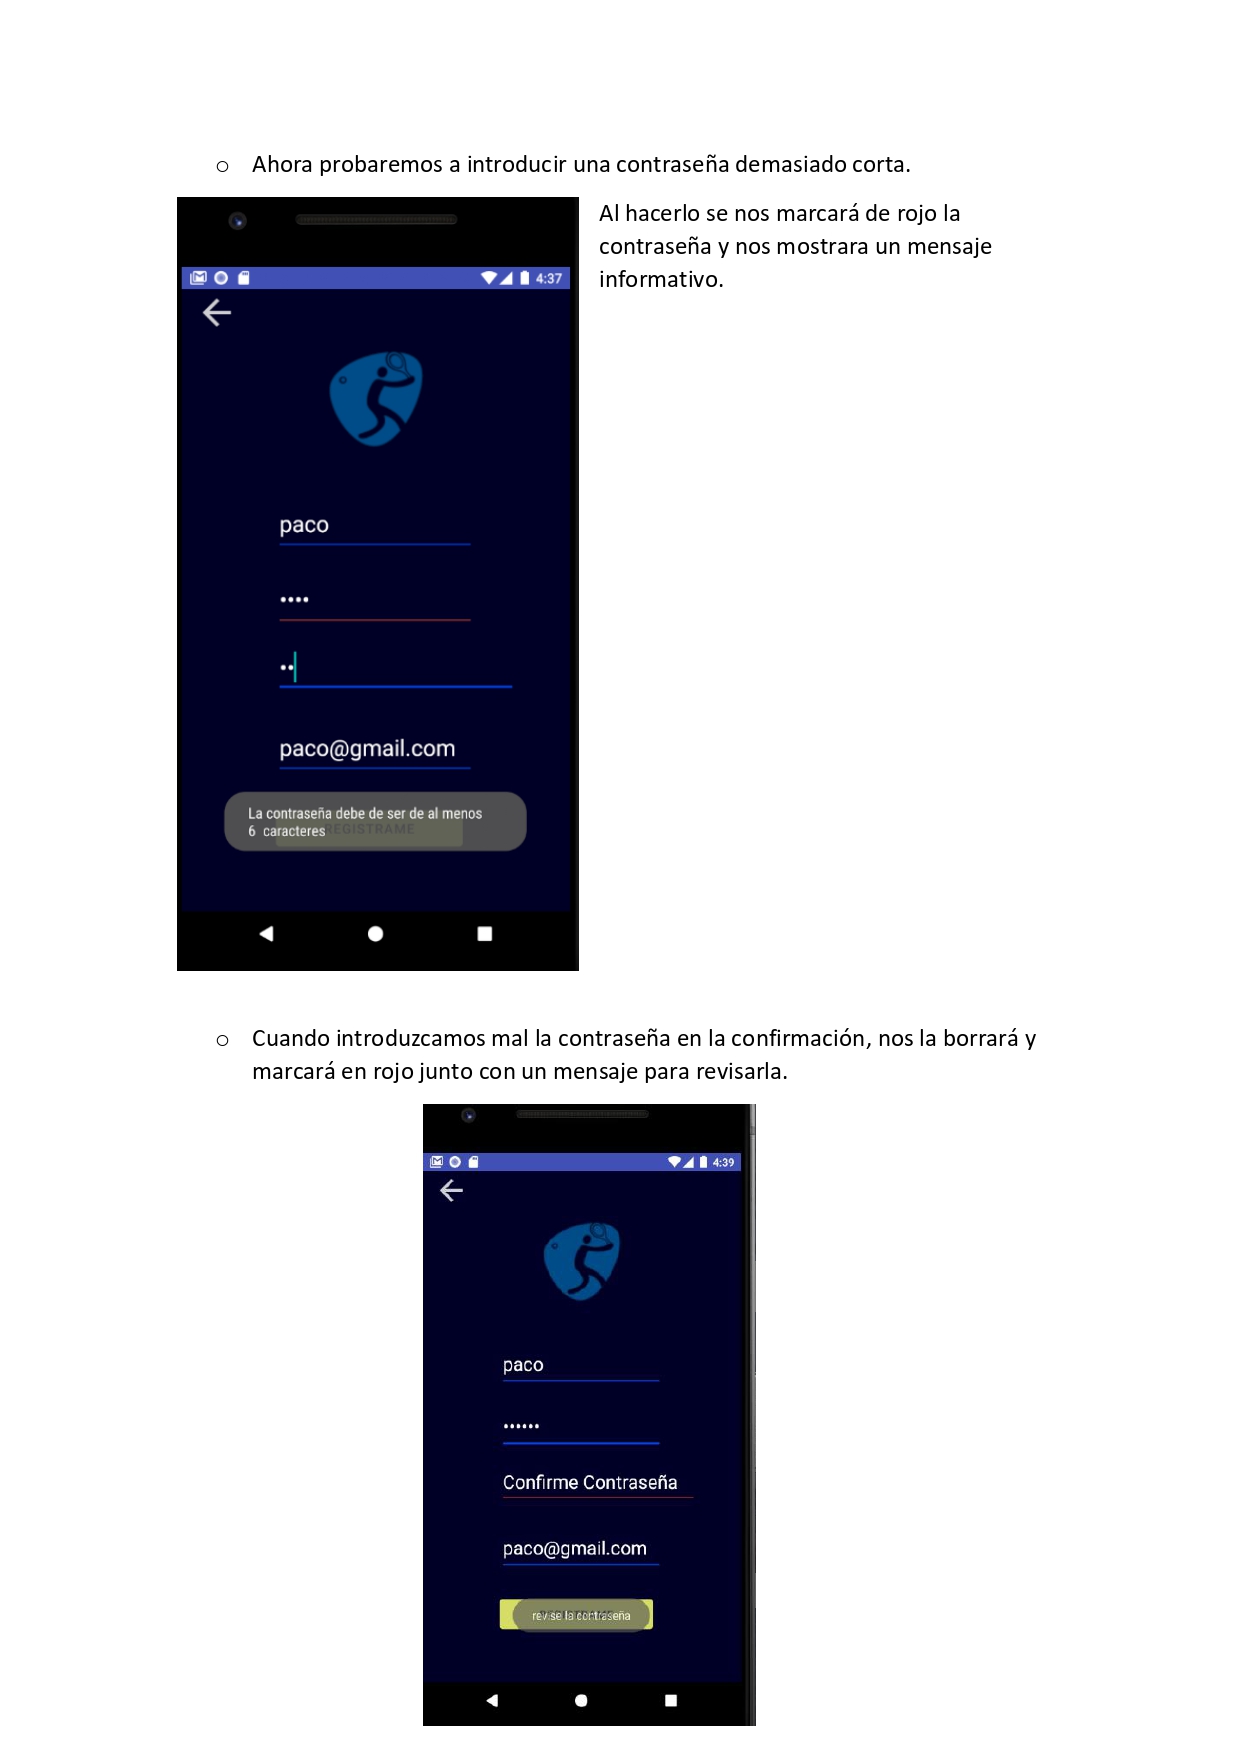 o Ahora probaremos a introducir una contraseña demasiado corta.
Al hacerlo se nos marcará de rojo la
contraseña y nos mostrara un mensaje
informativo.
4:37
paco
••••
••
paco@gmail.com
La contraseña debe de ser de al menos
6 caracteres
REGISTRAME
o Cuando introduzcamos mal la contraseña en la confirmación, nos la borrará y
marcará en rojo junto con un mensaje para revisarla.
4:39
paco
••••••
Confirme Contraseña
paco@gmail.com
revise la contraseña